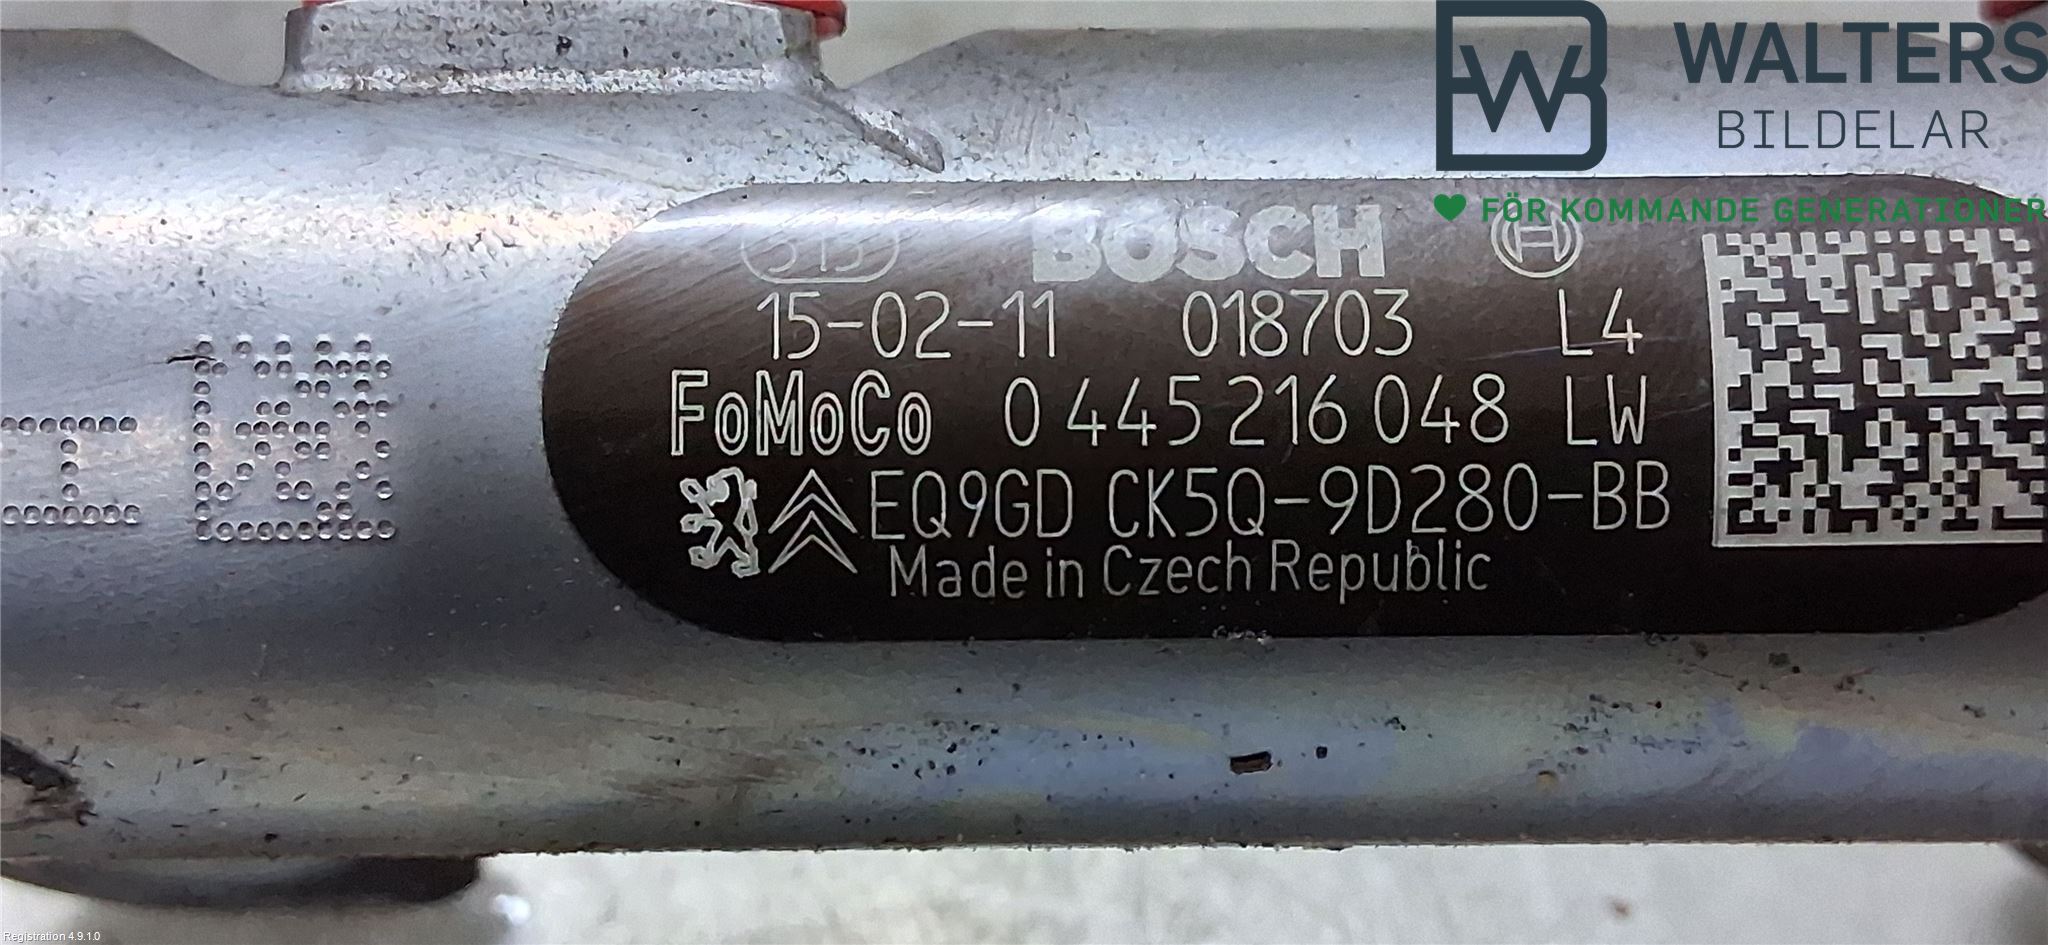 WALTERS
BILDELAR
FÖR KOMMANDE GENERATIONER
BOSCH
15-02-11 018703 L4
FoMoCo 0 445 216 048 LW
EQ9GD CK5Q-9D280-BB
Made in Czech Republic
Registration 4.9.1.0